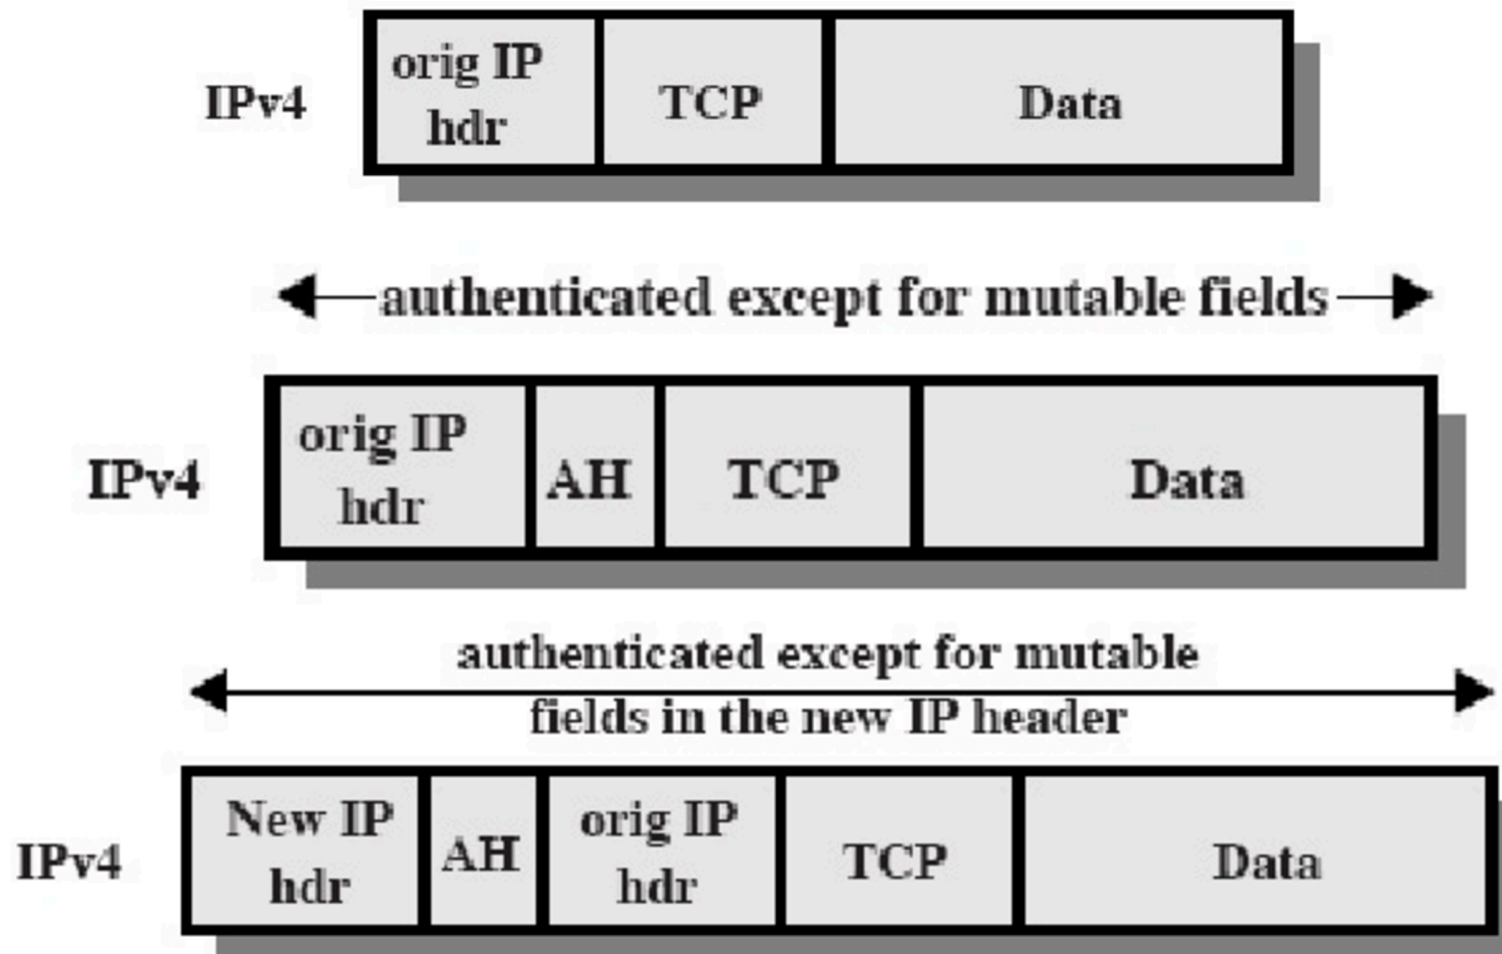 IPv4
orig IP
hdr
TCP
Data
authenticated except for mutable fields
IPv4
orig IP
hdr
AH
TCP
Data
authenticated except for mutable
fields in the new IP header
IPv4
New IP
hdr
AH
orig IP
hdr
TCP
Data